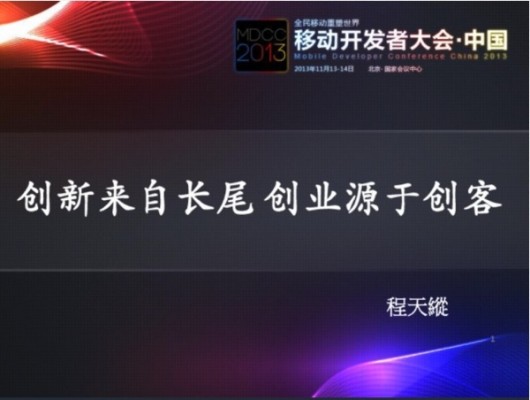 全民移动重塑世界
MDCC
2013
移动开发者大会·中国
Mobile Developer Conference China 2013
2013年11月13-14日 北京·国家会议中心
创新来自长尾 创业源于创客
程天縱
1